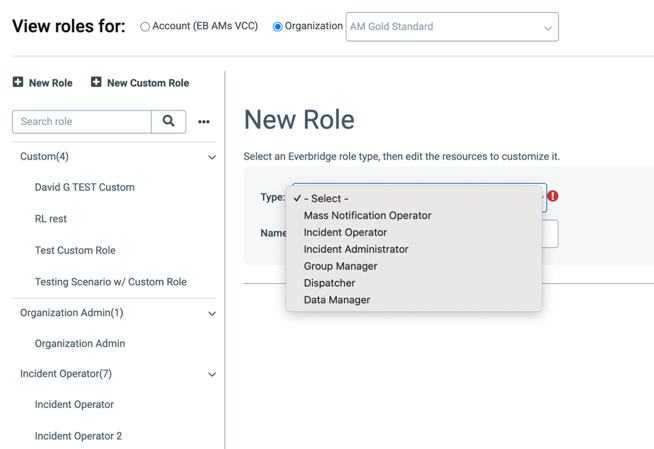 View roles for: Account (EB AMs VCC) Organization AM Gold Standard
New Role New Custom Role
Search role
Custom(4)
David G TEST Custom
RL rest
Test Custom Role
Testing Scenario w/ Custom Role
Organization Admin(1)
Organization Admin
Incident Operator(7)
Incident Operator
Incident Operator 2
New Role
Select an Everbridge role type, then edit the resources to customize it.
Type:
Name
✓ - Select -
Mass Notification Operator
Incident Operator
Incident Administrator
Group Manager
Dispatcher
Data Manager